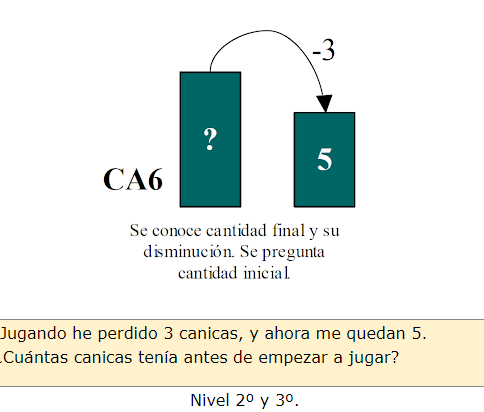 -3
?
5
CA6
Se conoce cantidad final y su
disminución. Se pregunta
cantidad inicial.
Jugando he perdido 3 canicas, y ahora me quedan 5.
¿Cuántas canicas tenía antes de empezar a jugar?
Nivel 2º y 3º.